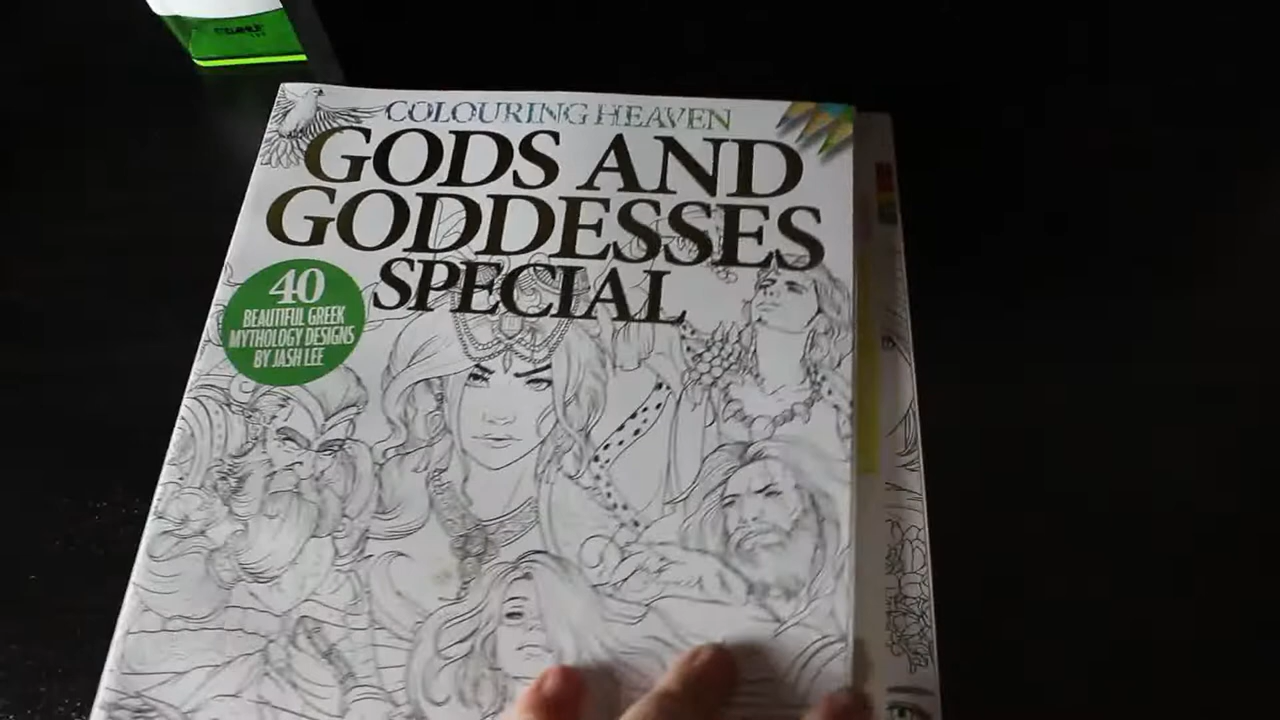 COLOURING HEAVEN
GODS AND
GODDESSES
SPECIAL
40
BEAUTIFUL GREEK
MYTHOLOGY DESIGNS
BY JASH LEE